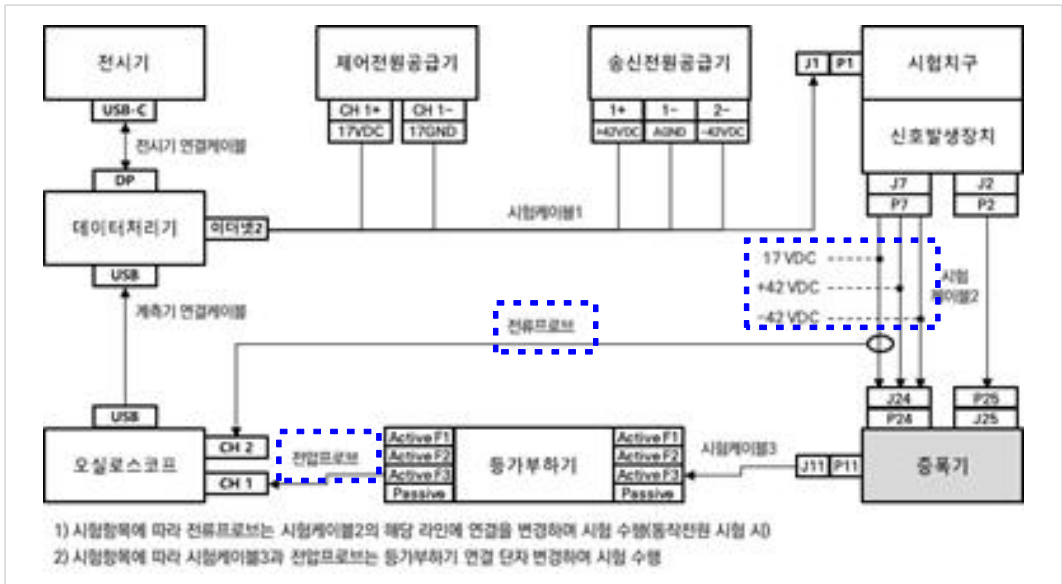 전시기
제어전원공급기
송신전원공급기
J1 P1
시험치구
USB-C
CH 1+ CH 1-
1+ 1- 2-
17VDC 17GND
+42VDC AGND -42VDC
신호발생장치
전시기 연결케이블
DP
J7 J2
P7 P2
데이터처리기
이더넷2
시험케이블1
USB
17 VDC
+42 VDC
-42 VDC
시험
케이블2
계측기 연결케이블
전류프로브
USB
J24 P25
P24 J25
오실로스코프
CH 2
CH 1
전압프로브
Active F1
Active F2
Active F3
Passive
등가부하기
Active F1
Active F2
Active F3
Passive
시험케이블3
J11 P11
증폭기
1) 시험항목에 따라 전류프로브는 시험케이블2의 해당 라인에 연결을 변경하며 시험 수행(동작전원 시험 시)
2) 시험항목에 따라 시험케이블3과 전압프로브는 등가부하기 연결 단자 변경하며 시험 수행